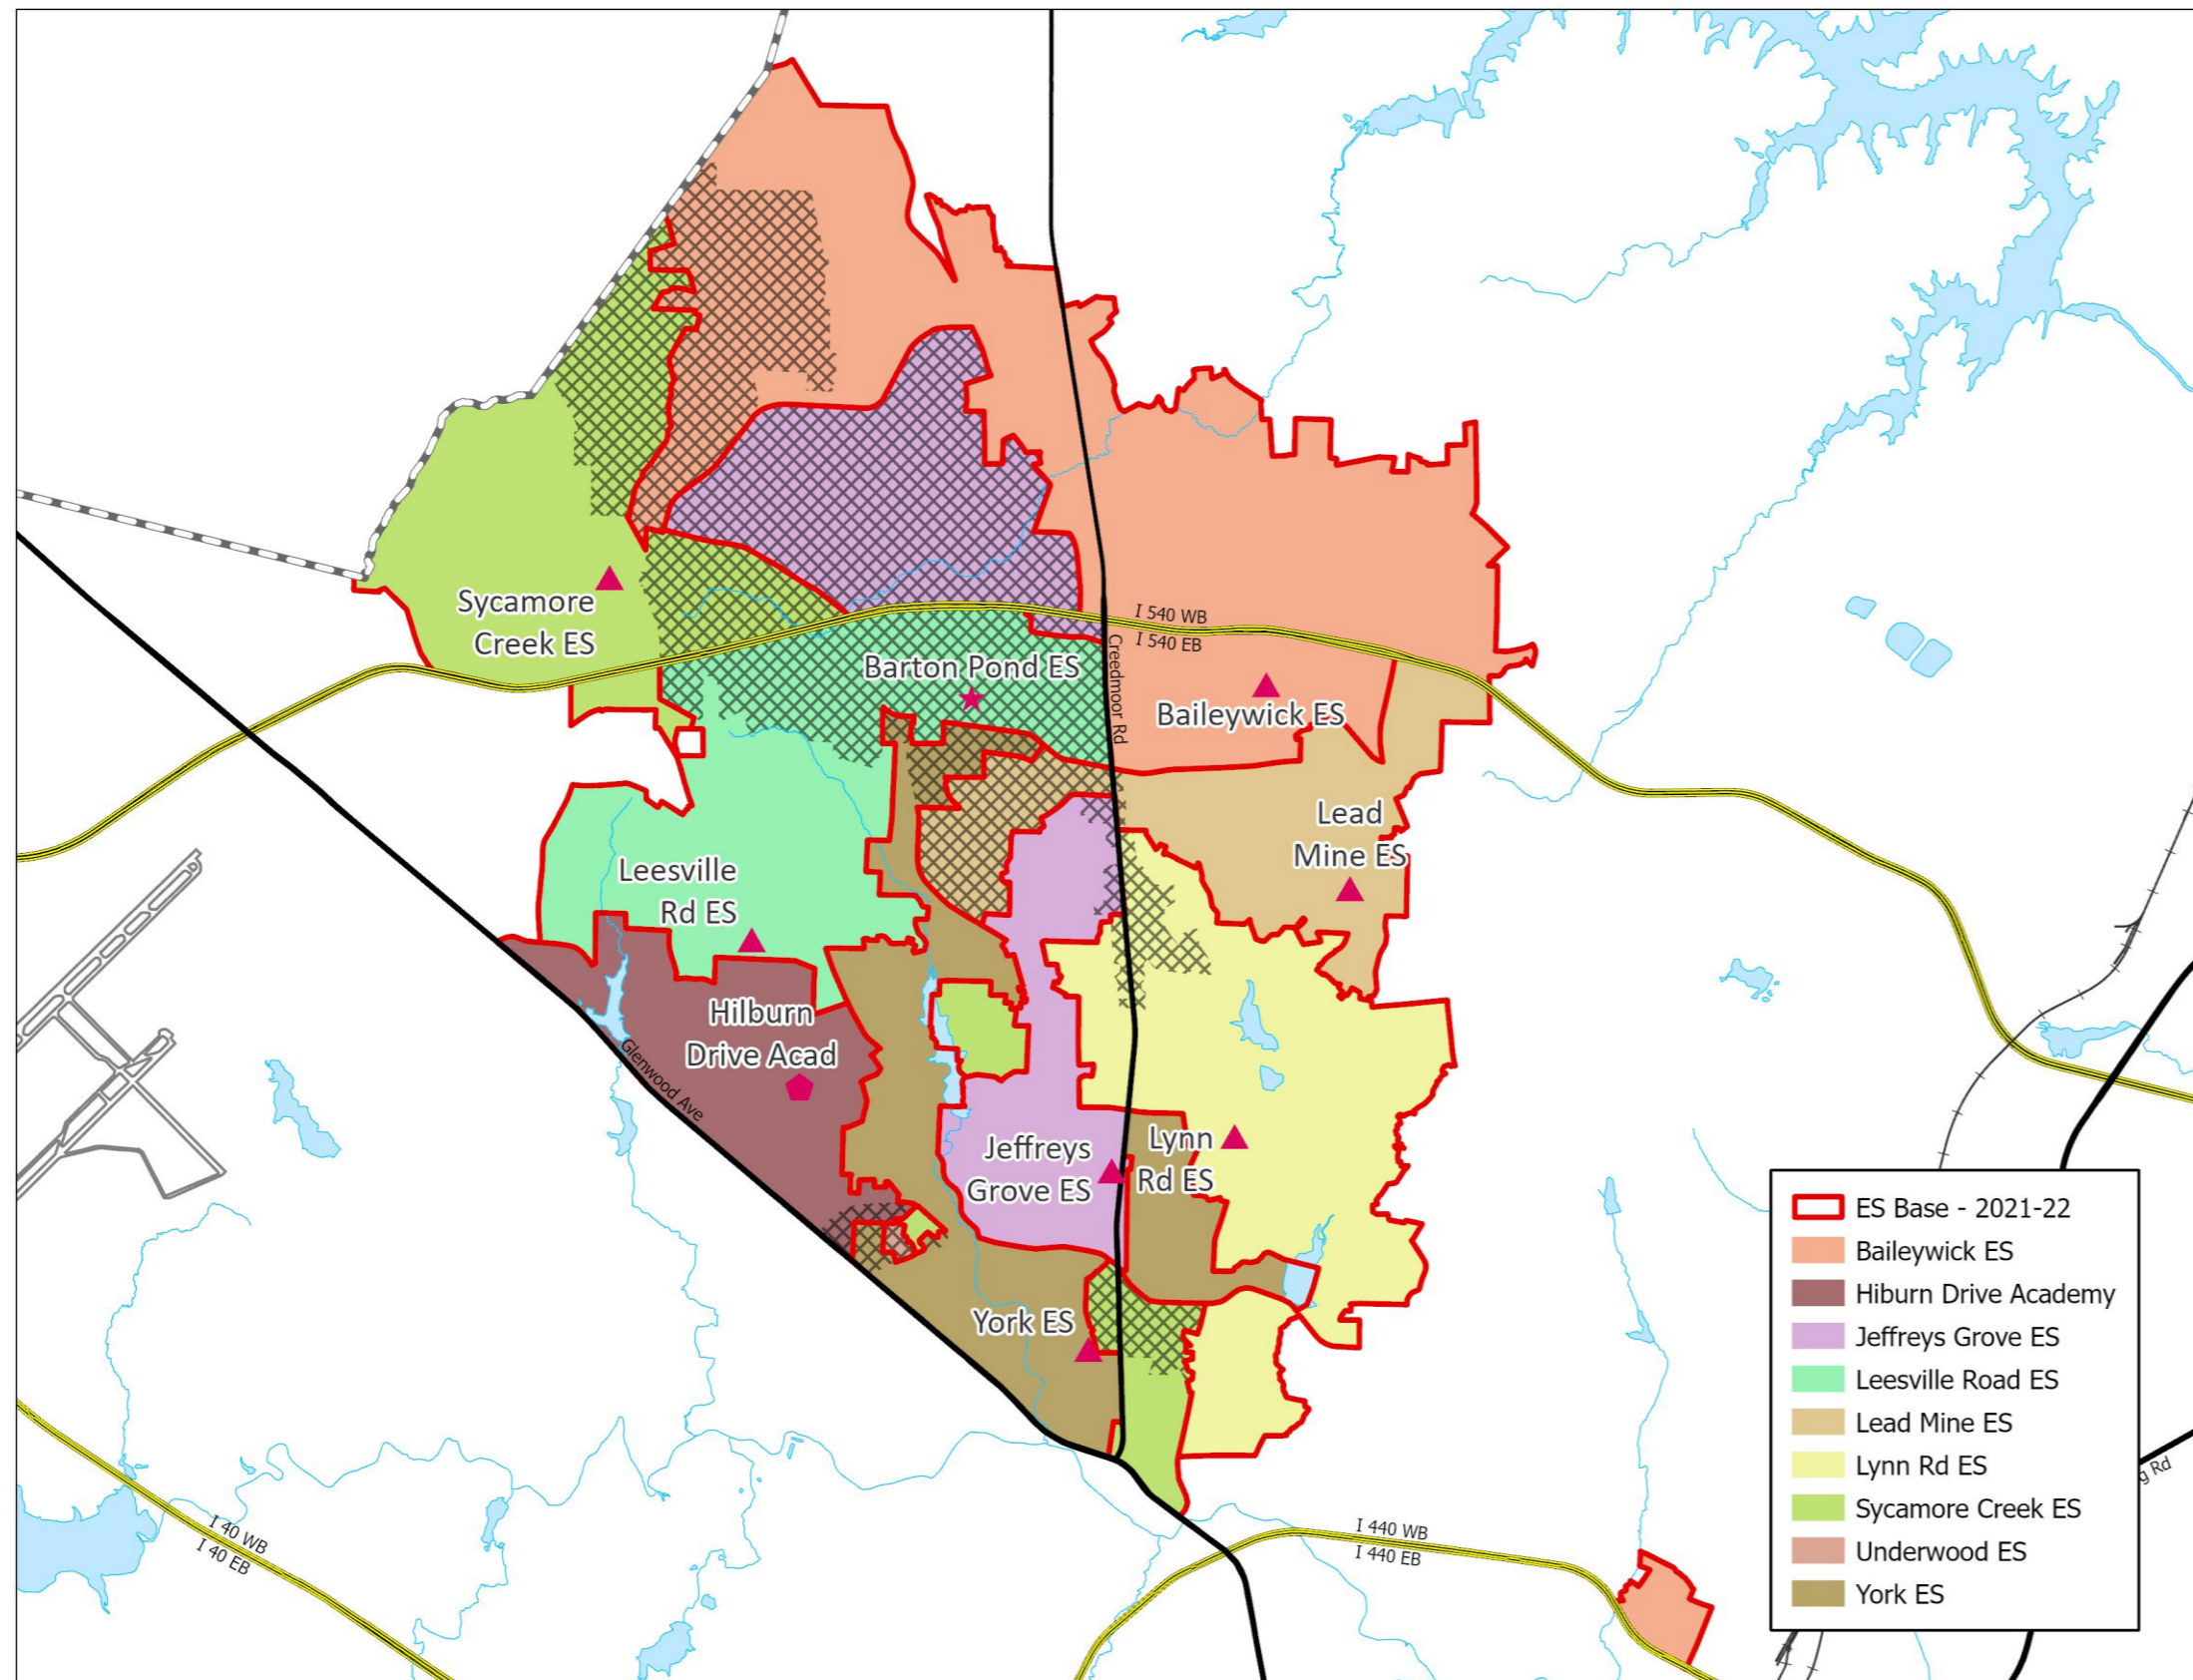 I 540 WB
I 540 EB
Sycamore
Creek ES
Barton Pond ES
Creedmoor Rd
Baileywick ES
Lead
Mine ES
Leesville
Rd ES
Hilburn
Drive Acad
Glenwood Ave
Jeffreys
Grove ES
Lynn
Rd ES
York ES
ES Base - 2021-22
Baileywick ES
Hiburn Drive Academy
Jeffreys Grove ES
Leesville Road ES
Lead Mine ES
Lynn Rd ES
Sycamore Creek ES
Underwood ES
York ES
g Rd
I 40 WB
I 40 EB
I 440 WB
I 440 EB